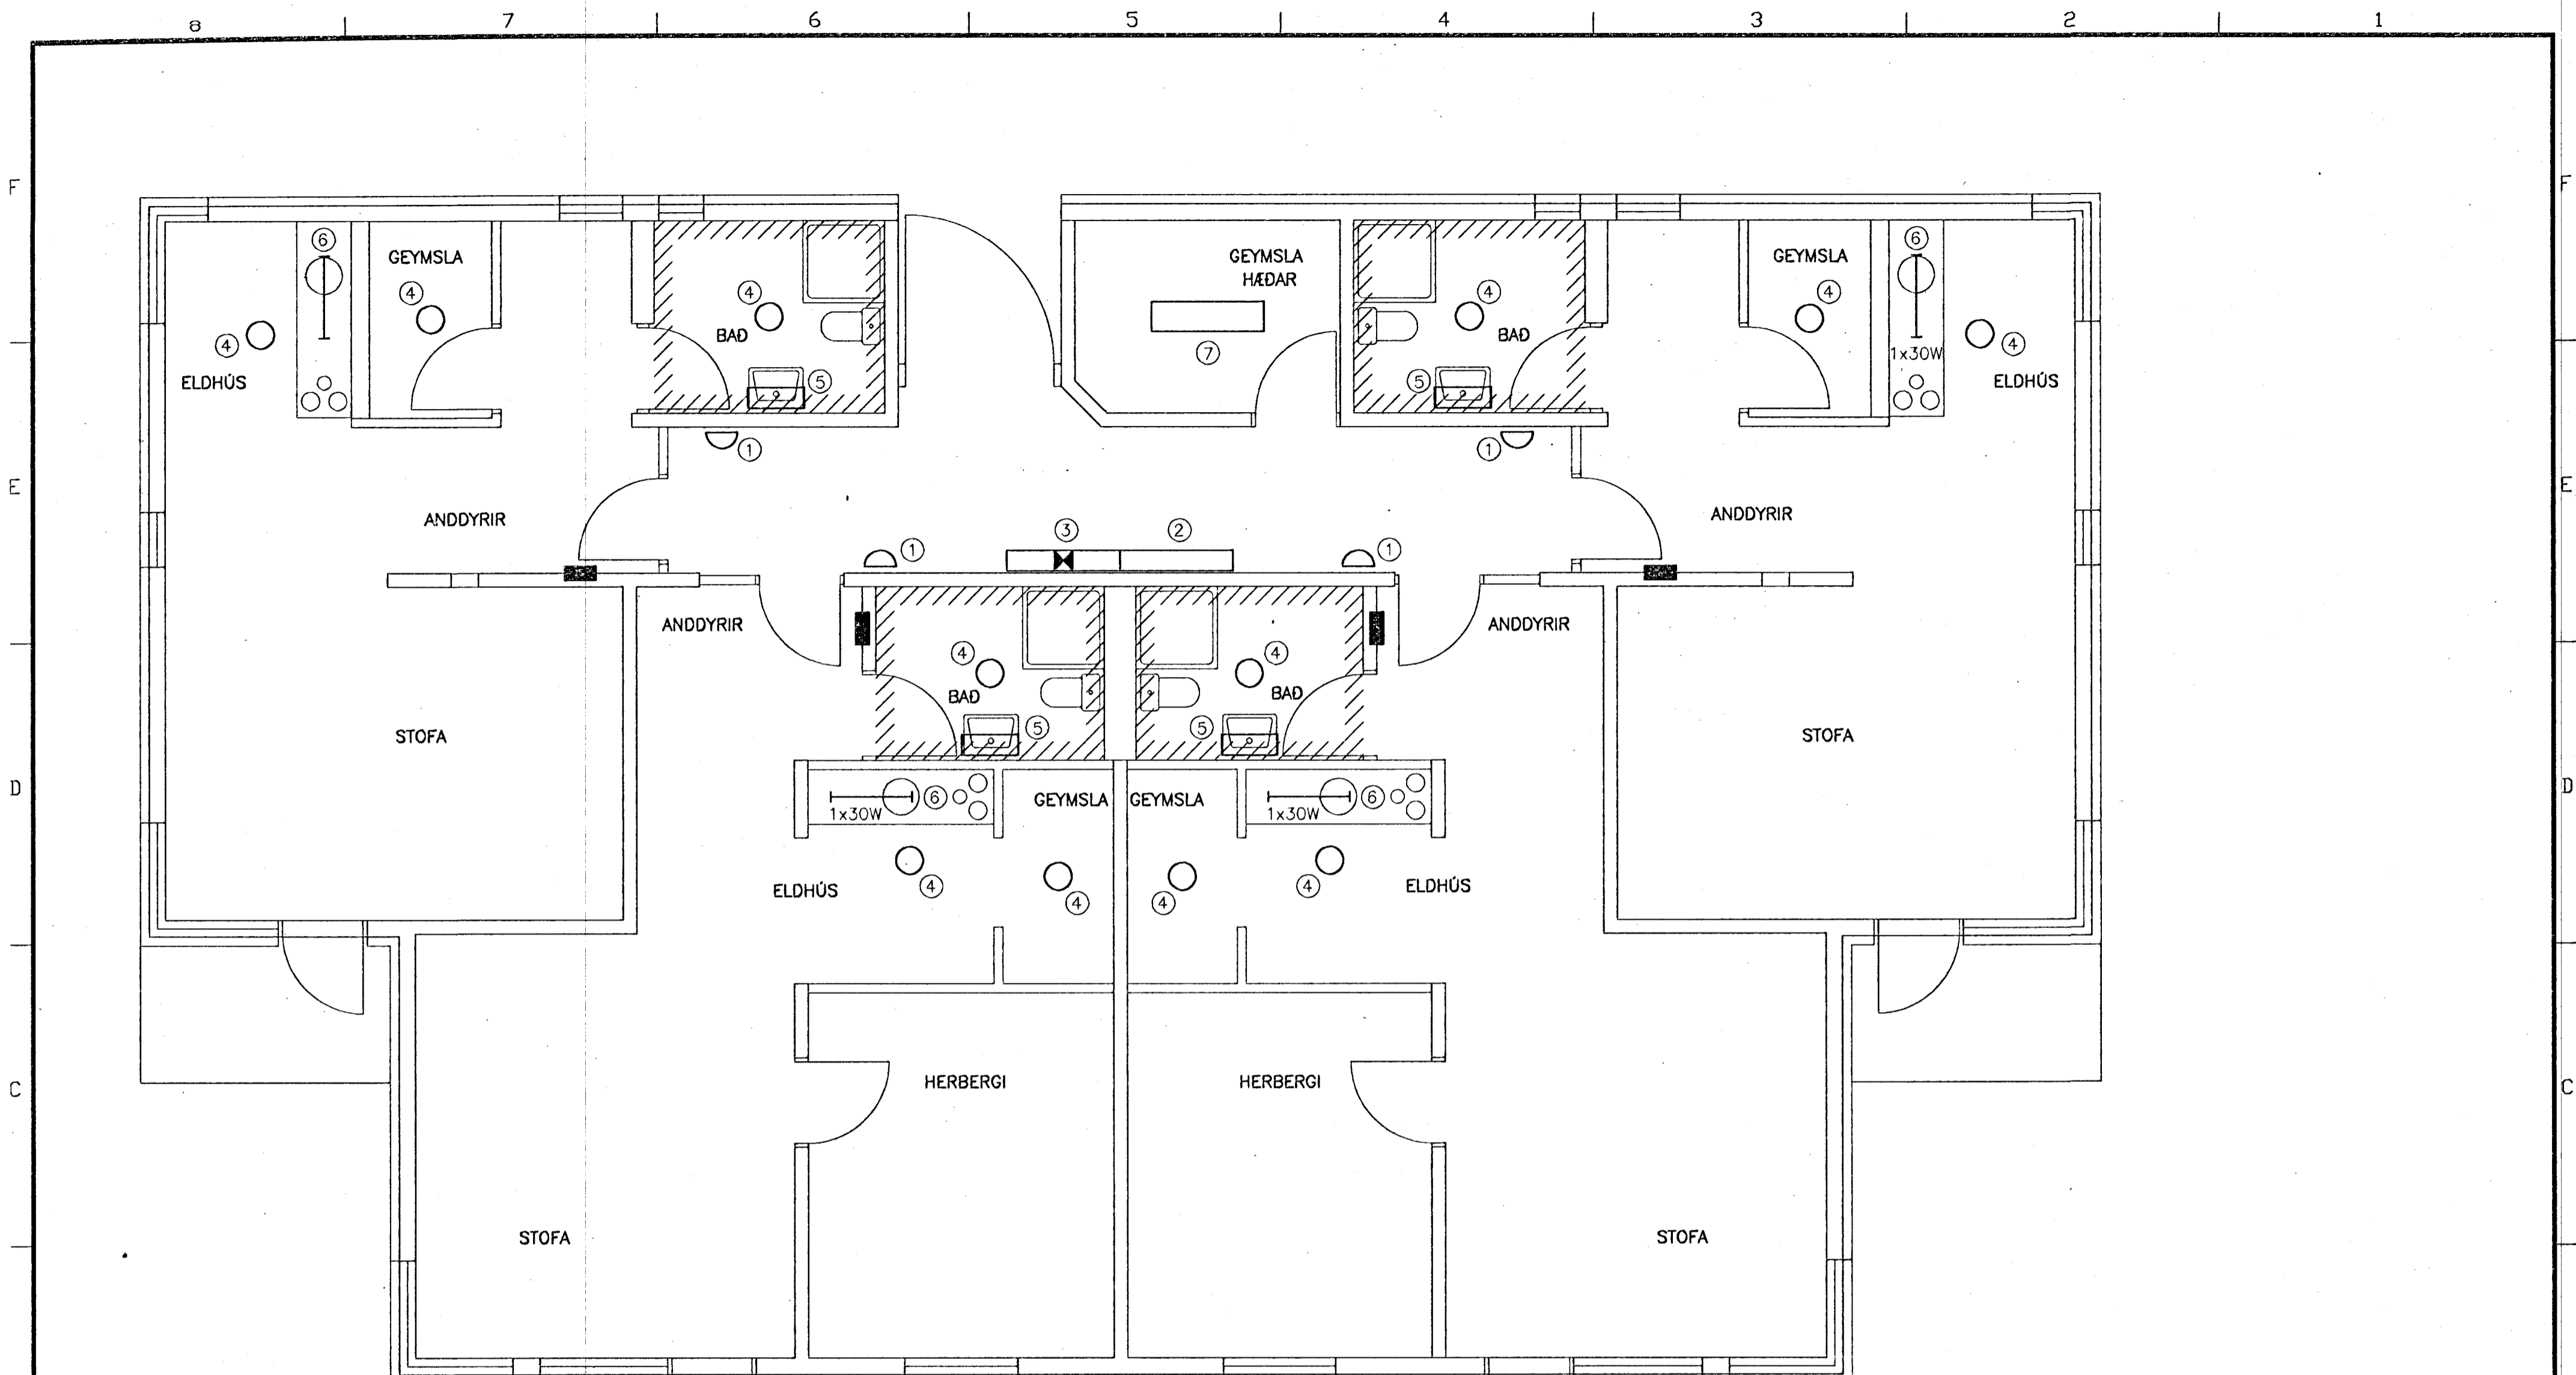 8 7 6 5 4 3 2 1
F F
6 GEYMSLA GEYMSLA HÆÐAR GEYMSLA 6
4 4 4 4
4 BAÐ 7 BAÐ 1x30W 4
ELDHÚS 5 5 ELDHÚS
1 1
E E
ANDDYRIR ANDDYRIR
1 3 2 1
ANDDYRIR ANDDYRIR
4 4
BAÐ BAÐ
STOFA 5 5 STOFA
D D
1x30W 6 GEYMSLA GEYMSLA 1x30W 6
ELDHÚS 4 4 4 4 ELDHÚS
C C
HERBERGI HERBERGI
STOFA STOFA